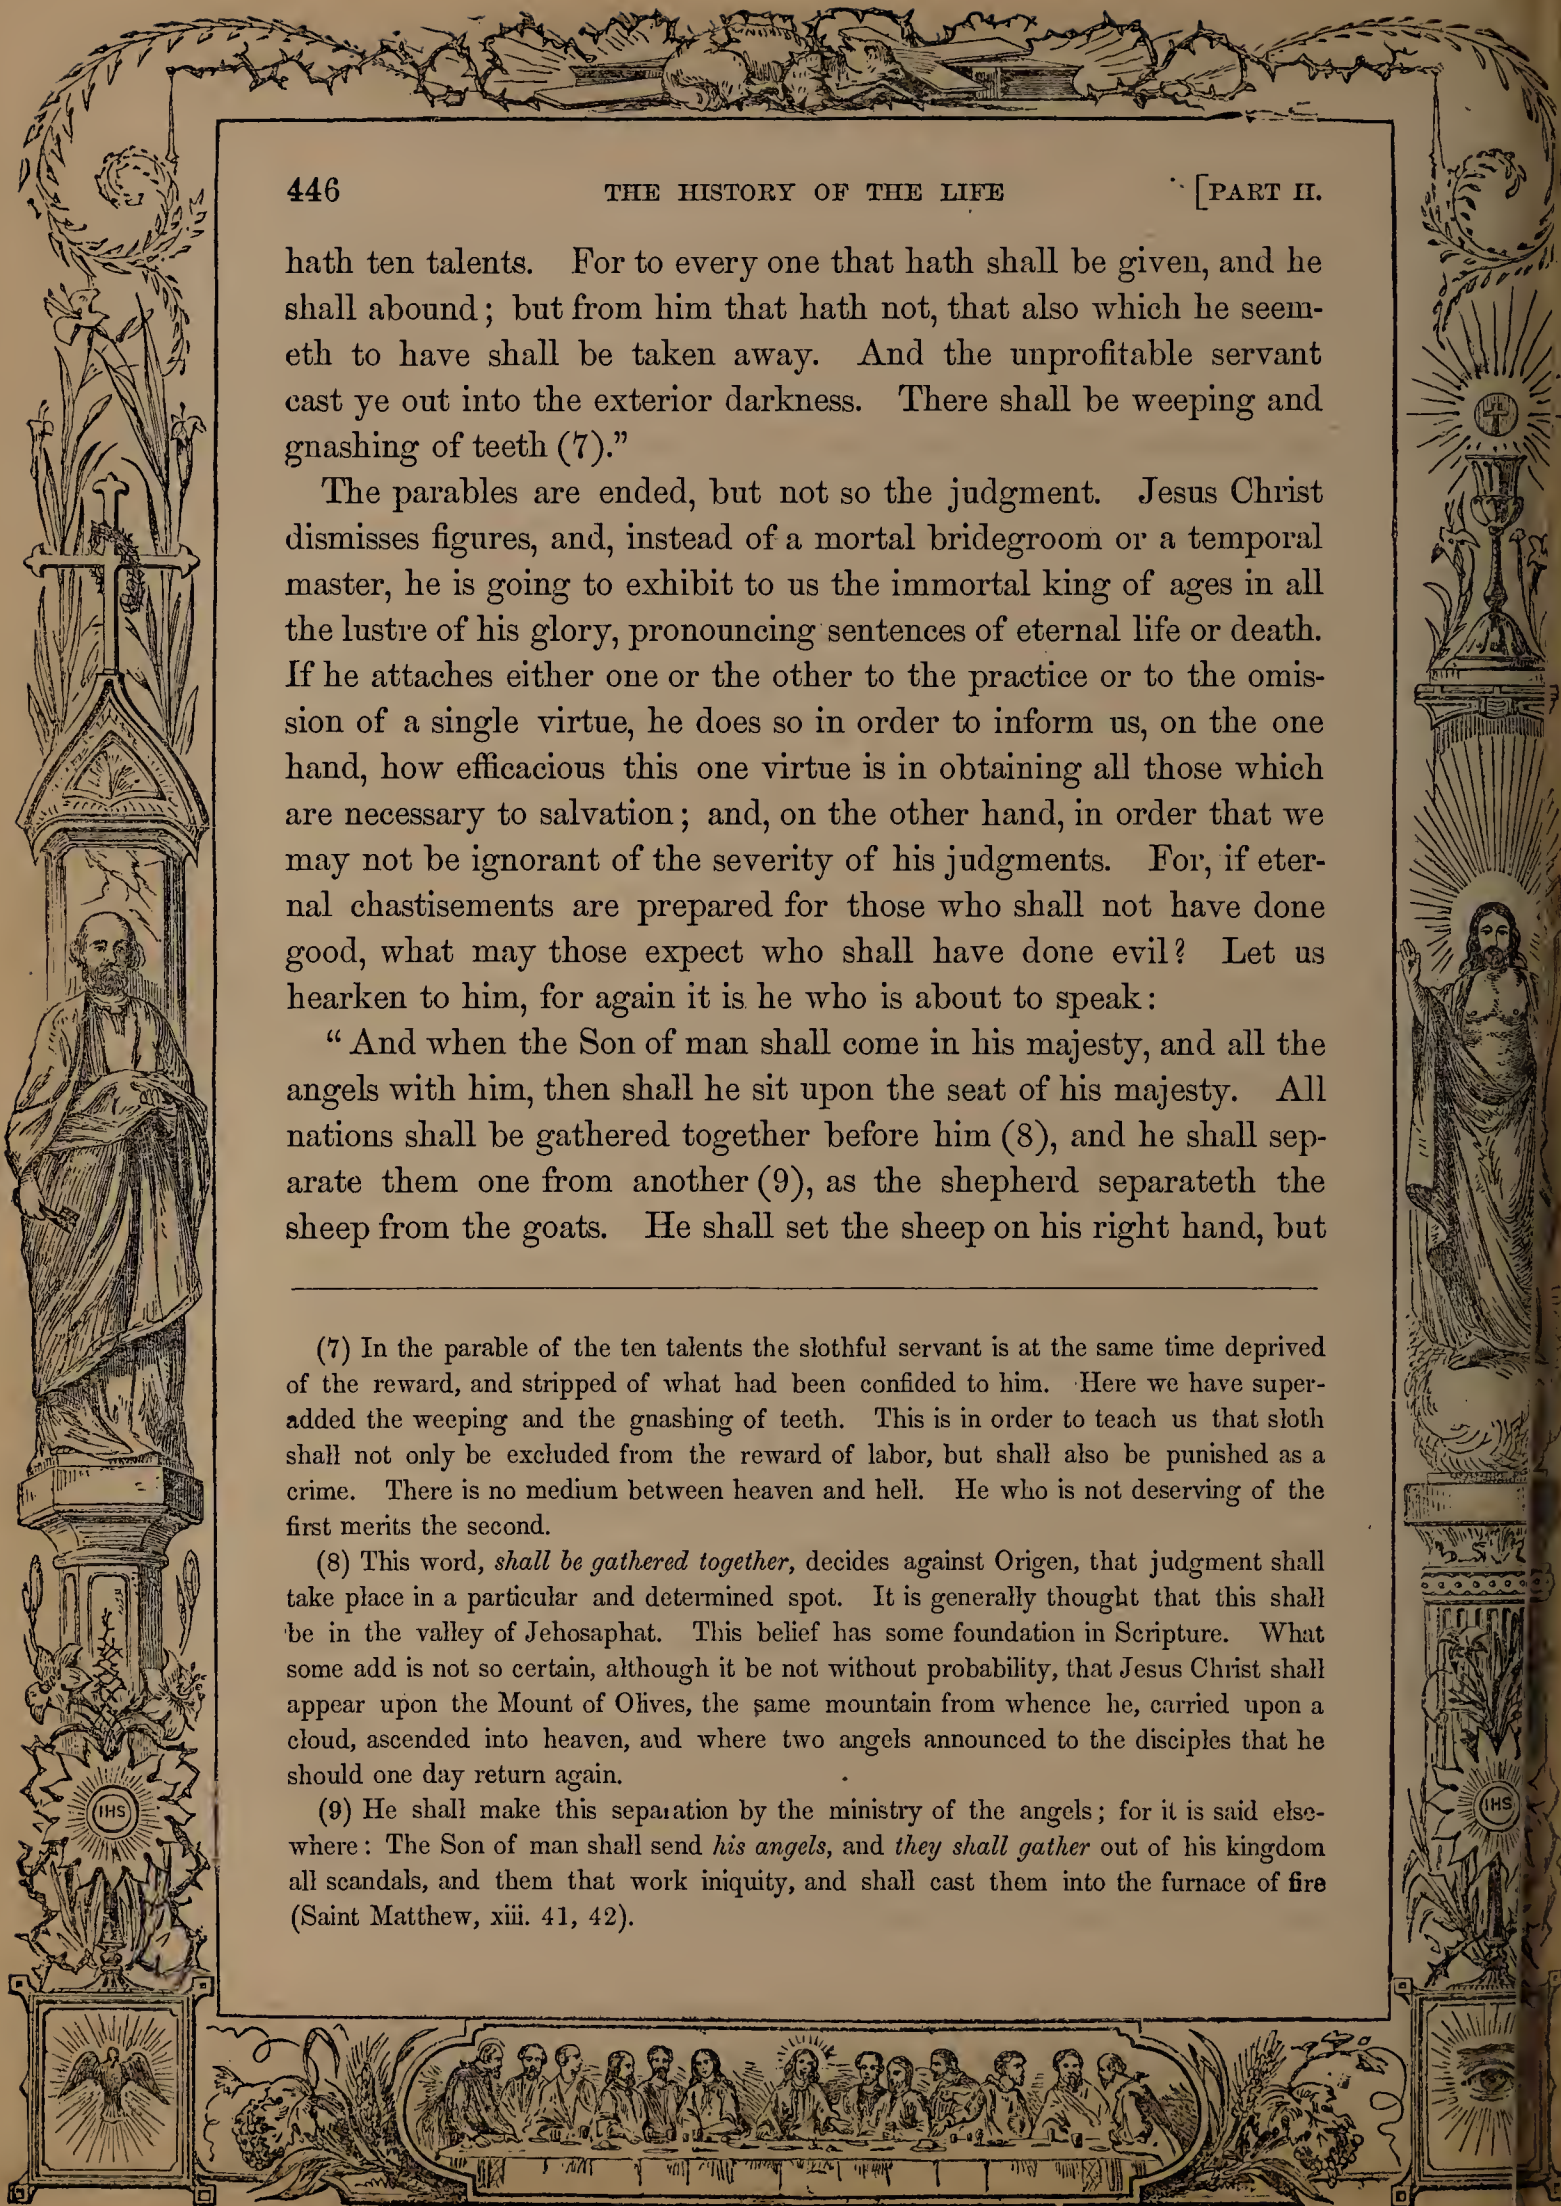 446 THE HISTORY OF THE LIFE [PART II.
hath ten talents. For to every one that hath shall be given, and he
shall abound; but from him that hath not, that also which he seem-
eth to have shall be taken away. And the unprofitable servant
cast ye out into the exterior darkness. There shall be weeping and
gnashing of teeth (7).”
The parables are ended, but not so the judgment. Jesus Christ
dismisses figures, and, instead of a mortal bridegroom or a temporal
master, he is going to exhibit to us the immortal king of ages in all
the lustre of his glory, pronouncing sentences of eternal life or death.
If he attaches either one or the other to the practice or to the omis-
sion of a single virtue, he does so in order to inform us, on the one
hand, how efficacious this one virtue is in obtaining all those which
are necessary to salvation; and, on the other hand, in order that we
may not be ignorant of the severity of his judgments. For, if eter-
nal chastisements are prepared for those who shall not have done
good, what may those expect who shall have done evil? Let us
hearken to him, for again it is he who is about to speak:
“And when the Son of man shall come in his majesty, and all the
angels with him, then shall he sit upon the seat of his majesty. All
nations shall be gathered together before him (8), and he shall sep-
arate them one from another (9), as the shepherd separateth the
sheep from the goats. He shall set the sheep on his right hand, but
(7) In the parable of the ten talents the slothful servant is at the same time deprived
of the reward, and stripped of what had been confided to him. Here we have super-
added the weeping and the gnashing of teeth. This is in order to teach us that sloth
shall not only be excluded from the reward of labor, but shall also be punished as a
crime. There is no medium between heaven and hell. He who is not deserving of the
first merits the second.
(8) This word, shall be gathered together, decides against Origen, that judgment shall
take place in a particular and determined spot. It is generally thought that this shall
be in the valley of Jehosaphat. This belief has some foundation in Scripture. What
some add is not so certain, although it be not without probability, that Jesus Christ shall
appear upon the Mount of Olives, the same mountain from whence he, carried upon a
cloud, ascended into heaven, and where two angels announced to the disciples that he
should one day return again.
(9) He shall make this separation by the ministry of the angels; for it is said else-
where: The Son of man shall send his angels, and they shall gather out of his kingdom
all scandals, and them that work iniquity, and shall cast them into the furnace of fire
(Saint Matthew, xiii. 41, 42).
IHS
IHS